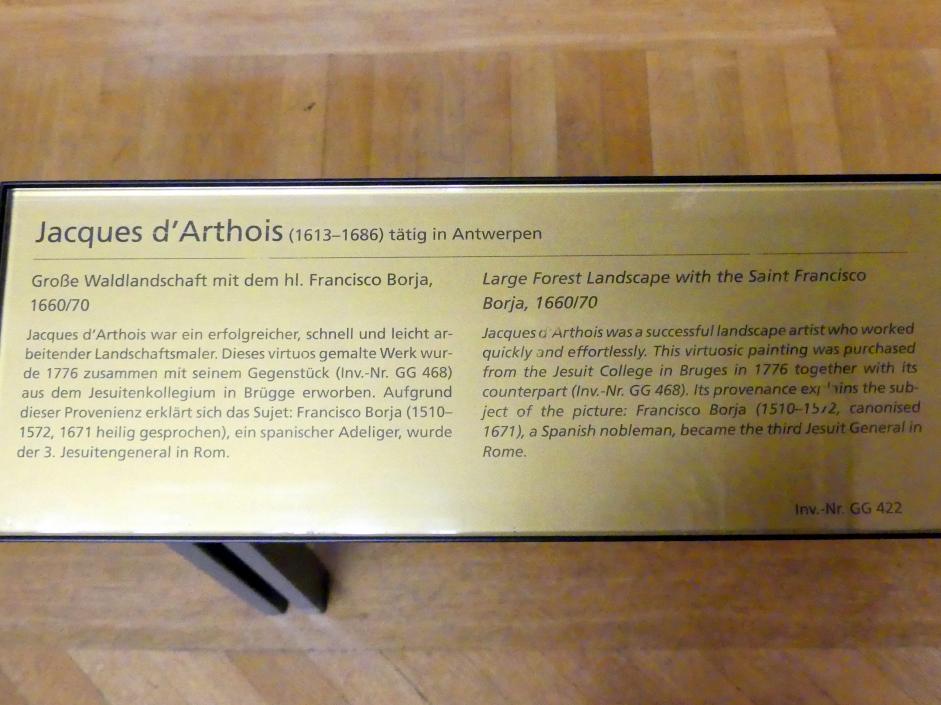 Jacques d'Arthois (1613–1686) tätig in Antwerpen
Große Waldlandschaft mit dem hl. Francisco Borja,
1660/70
Jacques d'Arthois war ein erfolgreicher, schnell und leicht ar-
beitender Landschaftsmaler. Dieses virtuos gemalte Werk wur-
de 1776 zusammen mit seinem Gegenstück (Inv.-Nr. GG 468)
aus dem Jesuitenkollegium in Brügge erworben. Aufgrund
dieser Provenienz erklärt sich das Sujet: Francisco Borja (1510–
1572, 1671 heilig gesprochen), ein spanischer Adeliger, wurde
der 3. Jesuitengeneral in Rom.
Large Forest Landscape with the Saint Francisco
Borja, 1660/70
Jacques d'Arthois was a successful landscape artist who worked
quickly and effortlessly. This virtuosic painting was purchased
from the Jesuit College in Bruges in 1776 together with its
counterpart (Inv.-Nr. GG 468). Its provenance explains the sub-
ject of the picture: Francisco Borja (1510–1572, canonised
1671), a Spanish nobleman, became the third Jesuit General in
Rome.
Inv.-Nr. GG 422